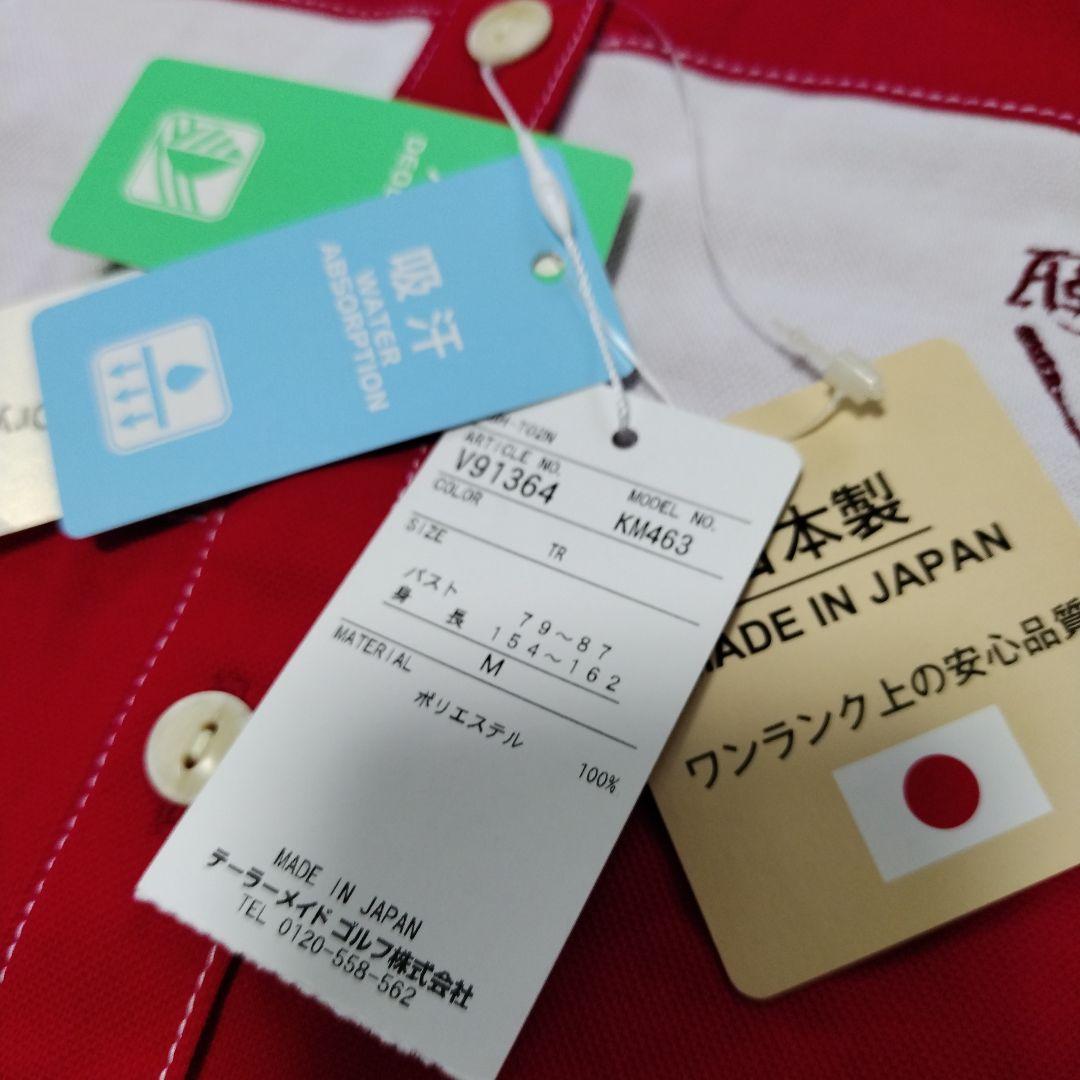 吸汗
WATER
ABSORPTION
ARTICLE NO.
V91364
MODEL NO.
KM463
COLOR
TR
SIZE
バスト 79～87
身 長 154～162
M
MATERIAL
ポリエステル
100%
MADE IN JAPAN
テーラーメイド ゴルフ株式会社
TEL 0120-558-562
本製
MADE IN JAPAN
ワンランク上の安心品質